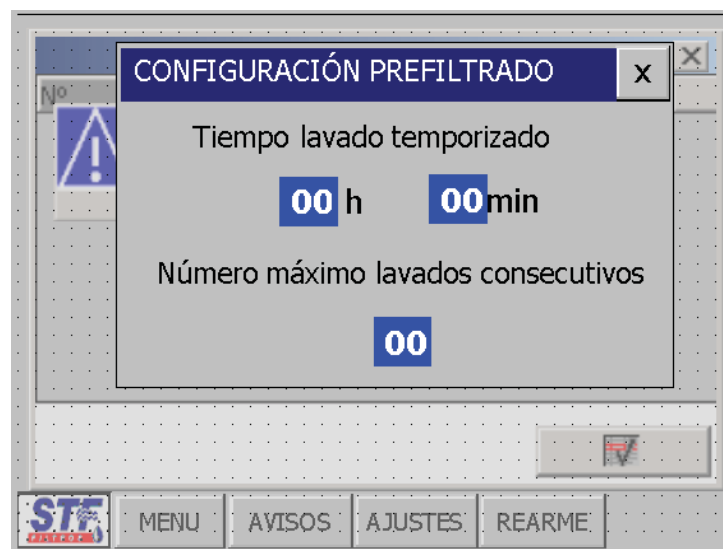 CONFIGURACIÓN PREFILTRADO X
Nº
Tiempo lavado temporizado
00 h 00 min
Número máximo lavados consecutivos
00
STF
FILTROS
MENU AVISOS AJUSTES REARME